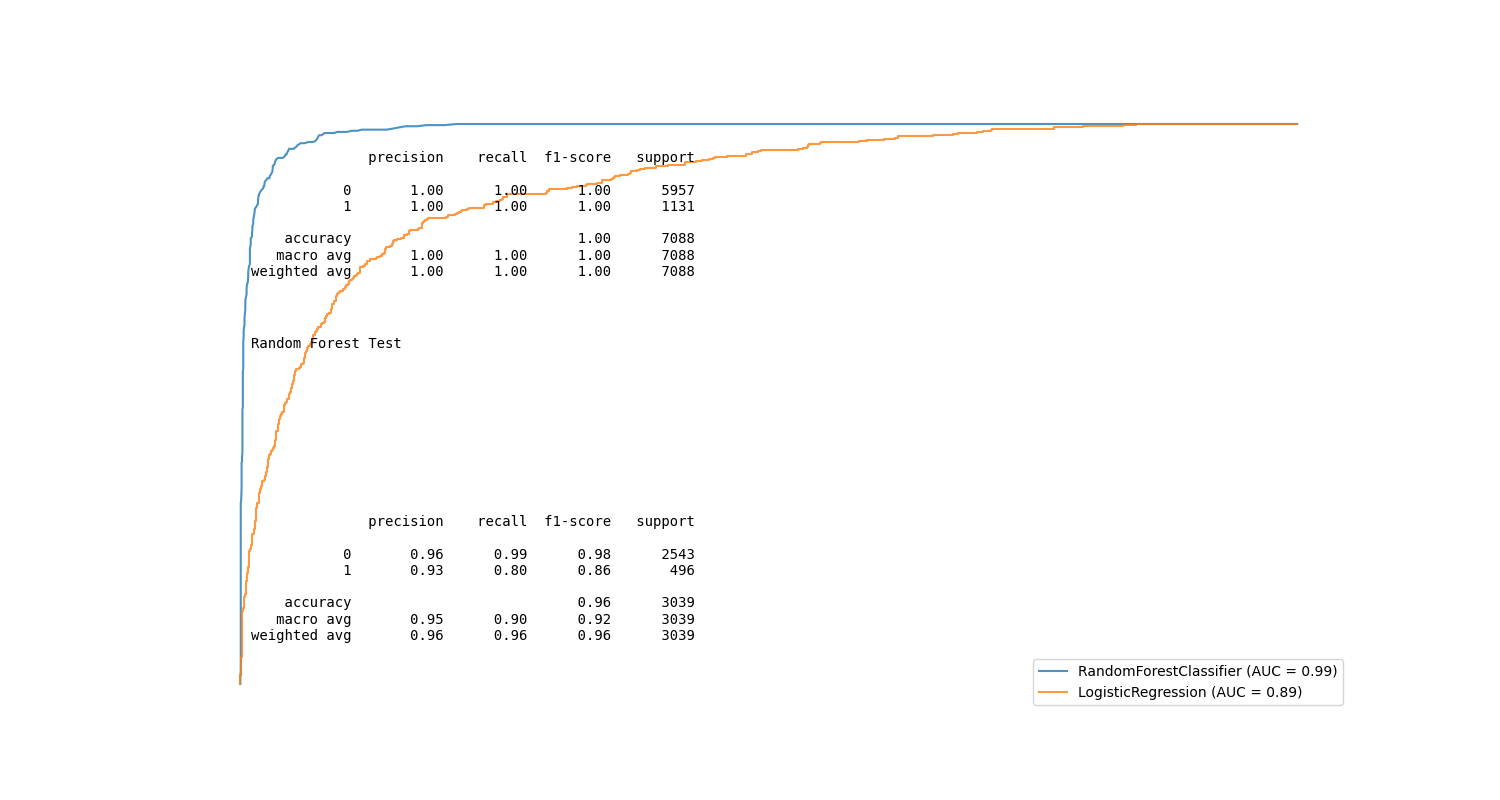 precision recall f1-score support
0 1.00 1.00 1.00 5957
1 1.00 1.00 1.00 1131
accuracy 1.00 7088
macro avg 1.00 1.00 1.00 7088
weighted avg 1.00 1.00 1.00 7088
Random Forest Test
precision recall f1-score support
0 0.96 0.99 0.98 2543
1 0.93 0.80 0.86 496
accuracy 0.96 3039
macro avg 0.95 0.90 0.92 3039
weighted avg 0.96 0.96 0.96 3039
RandomForestClassifier (AUC = 0.99)
LogisticRegression (AUC = 0.89)